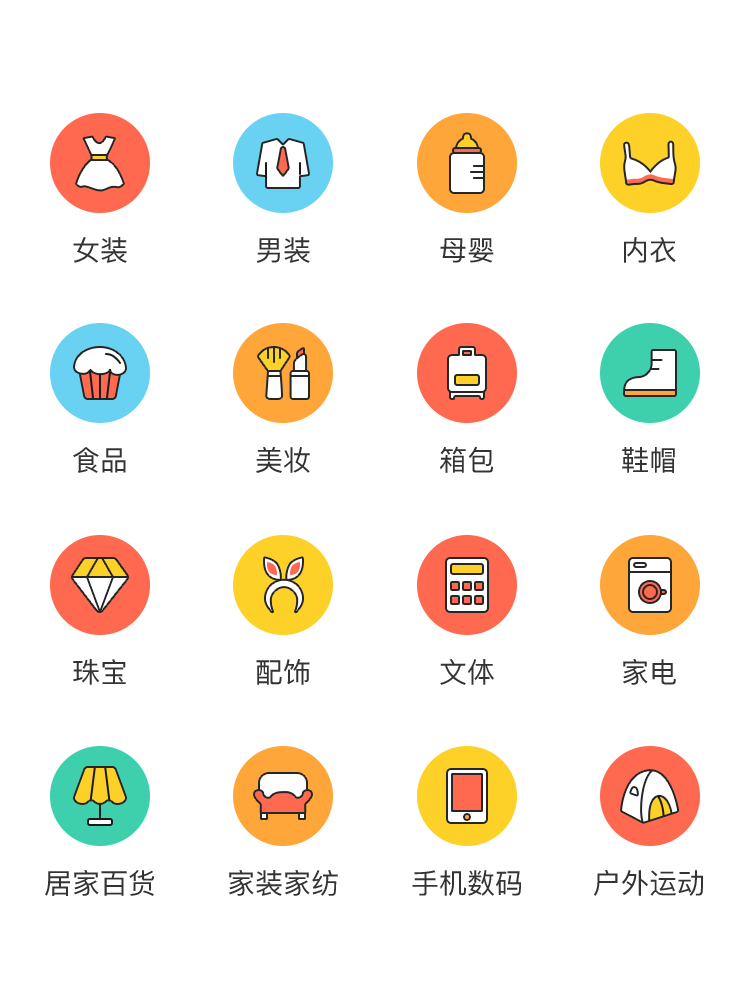 女装
男装
母婴
内衣
食品
美妆
箱包
鞋帽
珠宝
配饰
文体
家电
居家百货
家装家纺
手机数码
户外运动